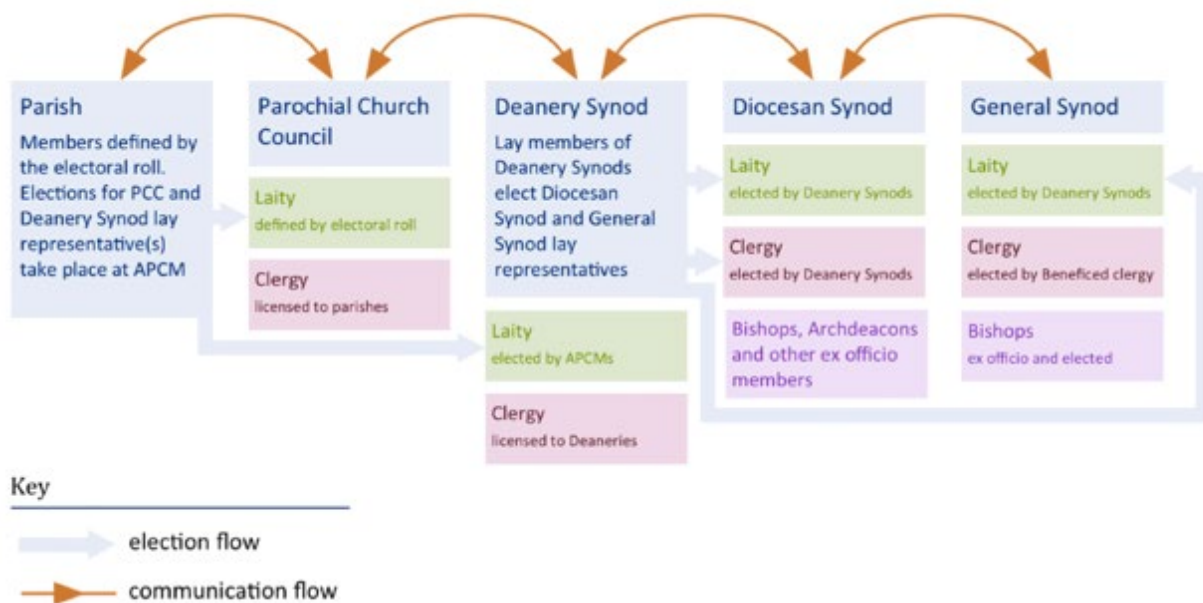 Parish
Members defined by
the electoral roll.
Elections for PCC and
Deanery Synod lay
representative(s)
take place at APCM
Parochial Church
Council
Laity
defined by electoral roll
Clergy
licensed to parishes
Deanery Synod
Lay members of
Deanery Synods
elect Diocesan
Synod and General
Synod lay
representatives
Laity
elected by APCMs
Clergy
licensed to Deaneries
Diocesan Synod
Laity
elected by Deanery Synods
Clergy
elected by Deanery Synods
Bishops, Archdeacons
and other ex officio
members
General Synod
Laity
elected by Deanery Synods
Clergy
elected by Beneficed clergy
Bishops
ex officio and elected
Key
election flow
communication flow